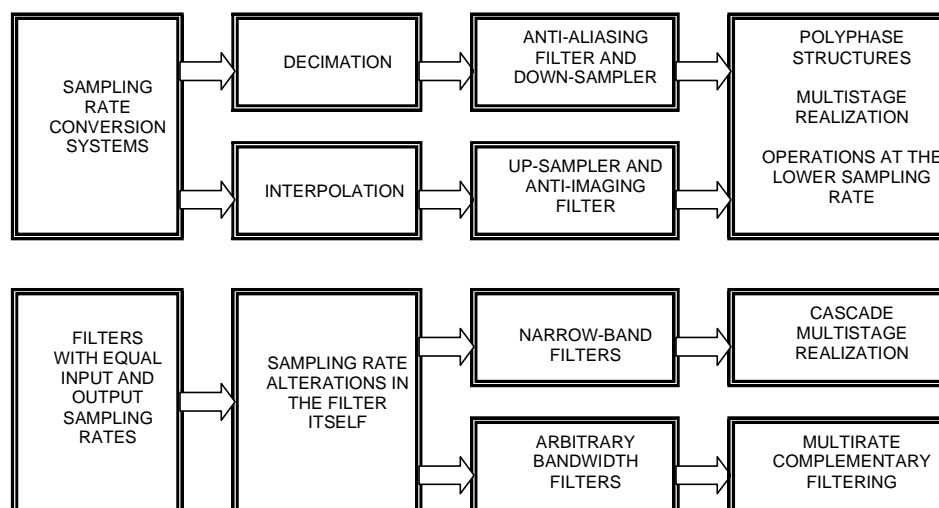 SAMPLING
RATE
CONVERSION
SYSTEMS
DECIMATION
ANTI-ALIASING
FILTER AND
DOWN-SAMPLER
INTERPOLATION
UP-SAMPLER AND
ANTI-IMAGING
FILTER
POLYPHASE
STRUCTURES
MULTISTAGE
REALIZATION
OPERATIONS AT THE
LOWER SAMPLING
RATE
FILTERS
WITH EQUAL
INPUT AND
OUTPUT
SAMPLING
RATES
SAMPLING RATE
ALTERATIONS IN
THE FILTER
ITSELF
NARROW-BAND
FILTERS
CASCADE
MULTISTAGE
REALIZATION
ARBITRARY
BANDWIDTH
FILTERS
MULTIRATE
COMPLEMENTARY
FILTERING